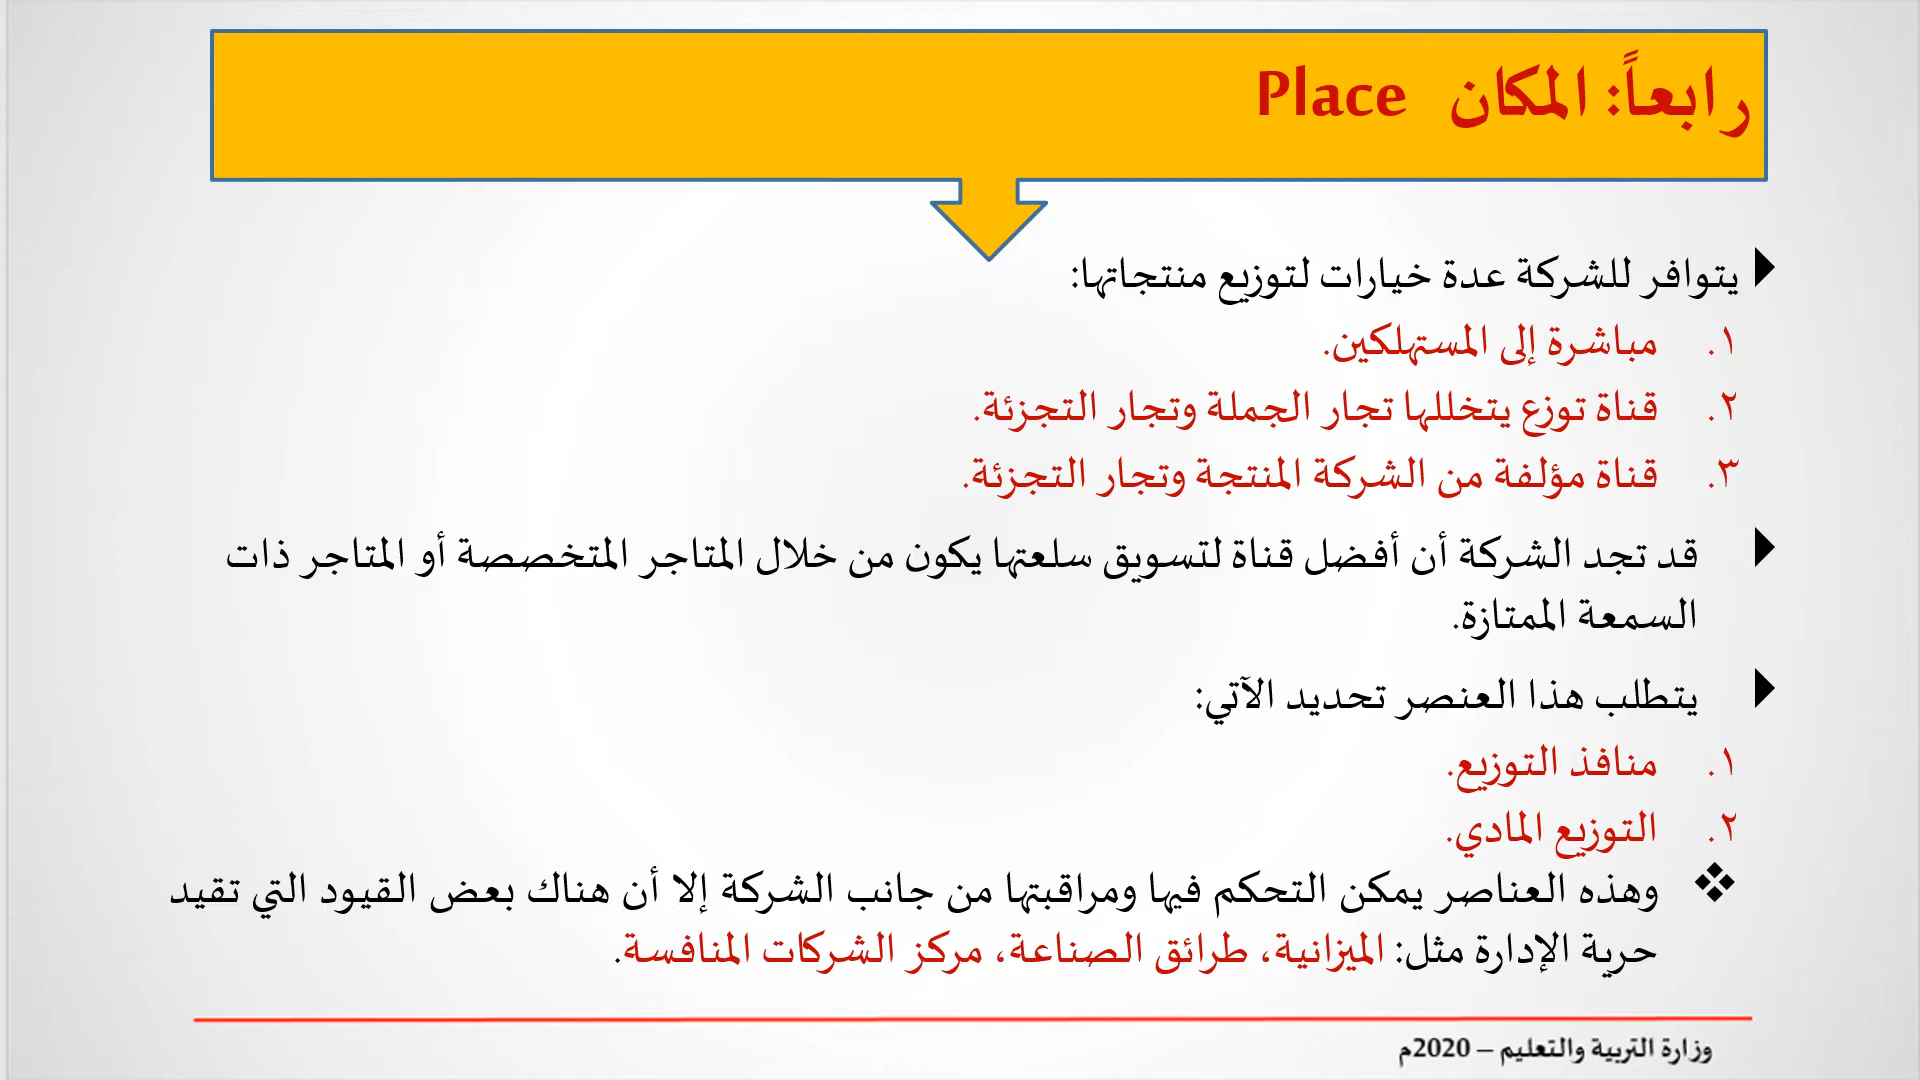 رابعاً: المكان Place
يتوافر للشركة عدة خيارات لتوزيع منتجاتها:
١. مباشرة إلى المستهلكين.
٢. قناة توزع يتخللها تجار الجملة وتجار التجزئة.
٣. قناة مؤلفة من الشركة المنتجة وتجار التجزئة.
قد تجد الشركة أن أفضل قناة لتسويق سلعتها يكون من خلال المتاجر المتخصصة أو المتاجر ذات
السمعة الممتازة.
يتطلب هذا العنصر تحديد الآتي:
١. منافذ التوزيع.
٢. التوزيع المادي.
وهذه العناصر يمكن التحكم فيها ومراقبتها من جانب الشركة إلا أن هناك بعض القيود التي تقيد
حرية الإدارة مثل: الميزانية، طرائق الصناعة، مركز الشركات المنافسة.
وزارة التربية والتعليم – 2020م